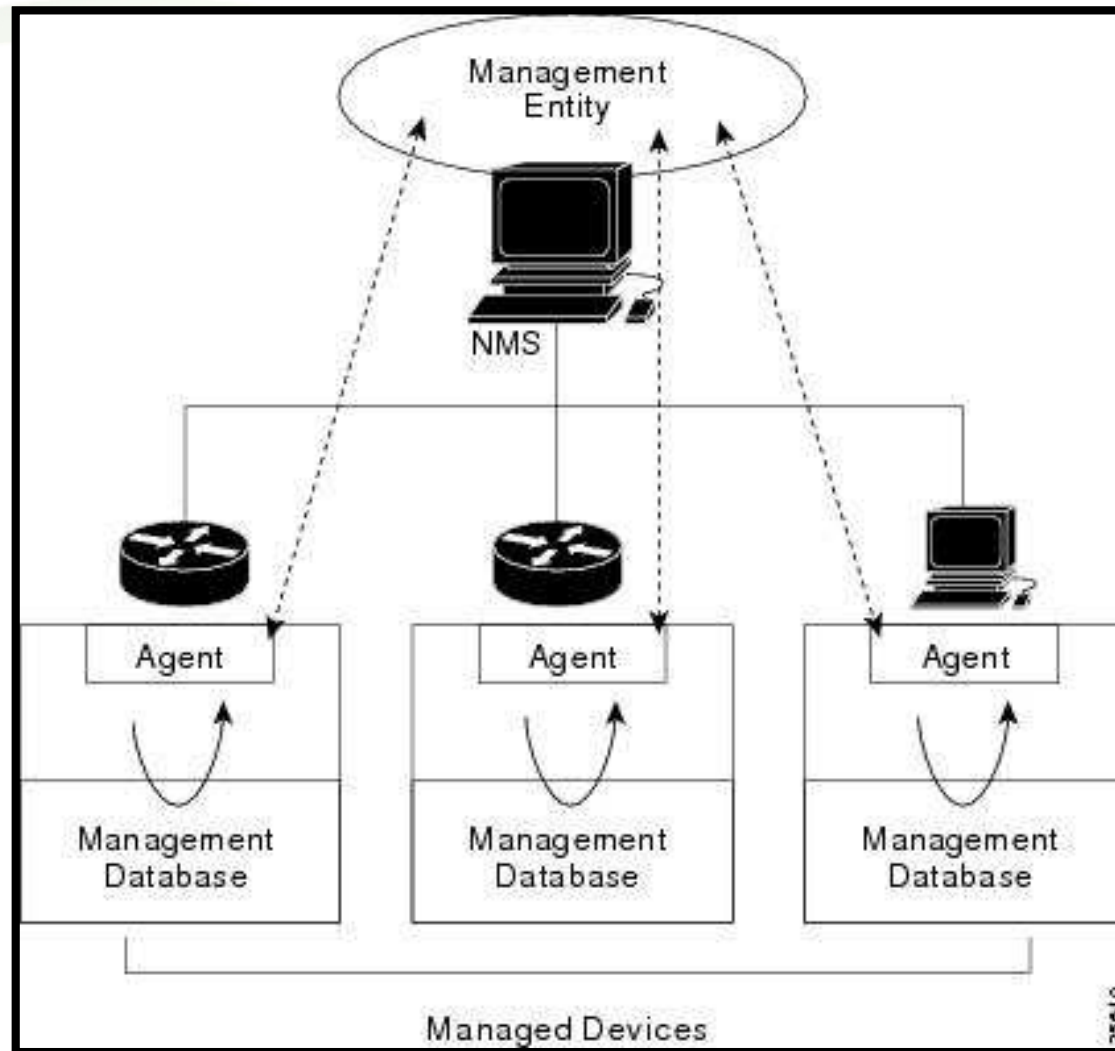 Management
Entity
NMS
Agent
Agent
Agent
Management
Database
Management
Database
Management
Database
Managed Devices